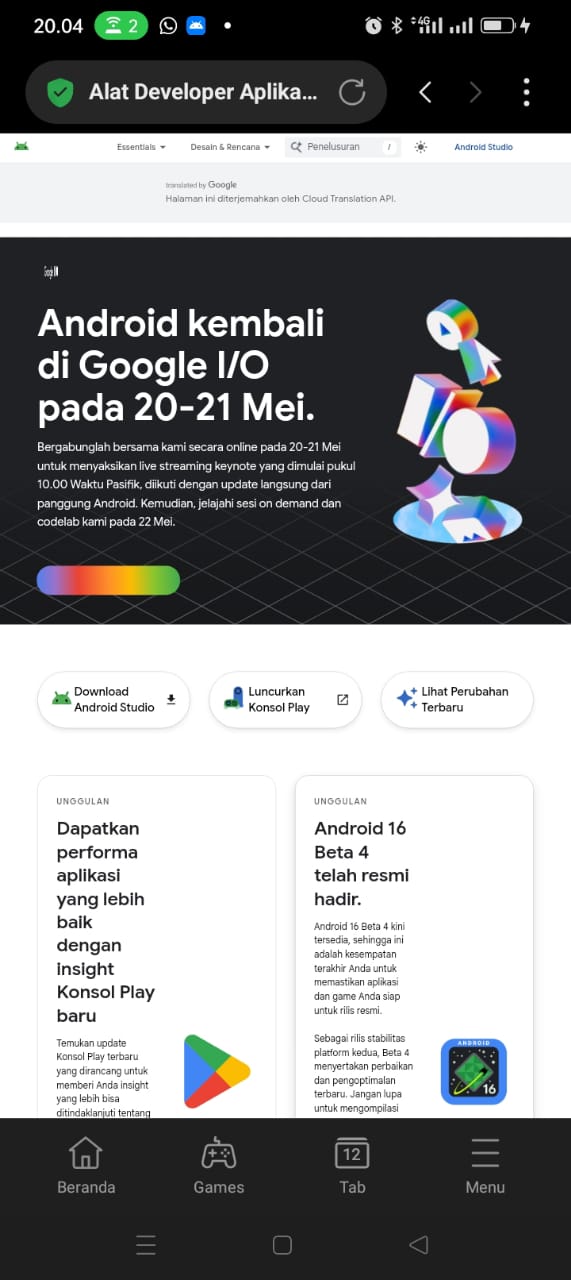 20.04
2
4G
Alat Developer Aplika...
Essentials
Desain & Rencana
Penelusuran
/
Android Studio
translated by Google
Halaman ini diterjemahkan oleh Cloud Translation API.
Google I/O
Android kembali
di Google I/O
pada 20-21 Mei.
Bergabunglah bersama kami secara online pada 20-21 Mei
untuk menyaksikan live streaming keynote yang dimulai pukul
10.00 Waktu Pasifik, diikuti dengan update langsung dari
panggung Android. Kemudian, jelajahi sesi on demand dan
codelab kami pada 22 Mei.
Download
Android Studio
Luncurkan
Konsol Play
Lihat Perubahan
Terbaru
UNGGULAN
Dapatkan
performa
aplikasi
yang lebih
baik
dengan
insight
Konsol Play
baru
Temukan update
Konsol Play terbaru
yang dirancang untuk
memberi Anda insight
yang lebih bisa
ditindaklanjuti tentang
UNGGULAN
Android 16
Beta 4
telah resmi
hadir.
Android 16 Beta 4 kini
tersedia, sehingga ini
adalah kesempatan
terakhir Anda untuk
memastikan aplikasi
dan game Anda siap
untuk rilis resmi.
Sebagai rilis stabilitas
platform kedua, Beta 4
menyertakan perbaikan
dan pengoptimalan
terbaru. Jangan lupa
untuk mengompilasi
ANDROID
16
Beranda
Games
12
Tab
Menu